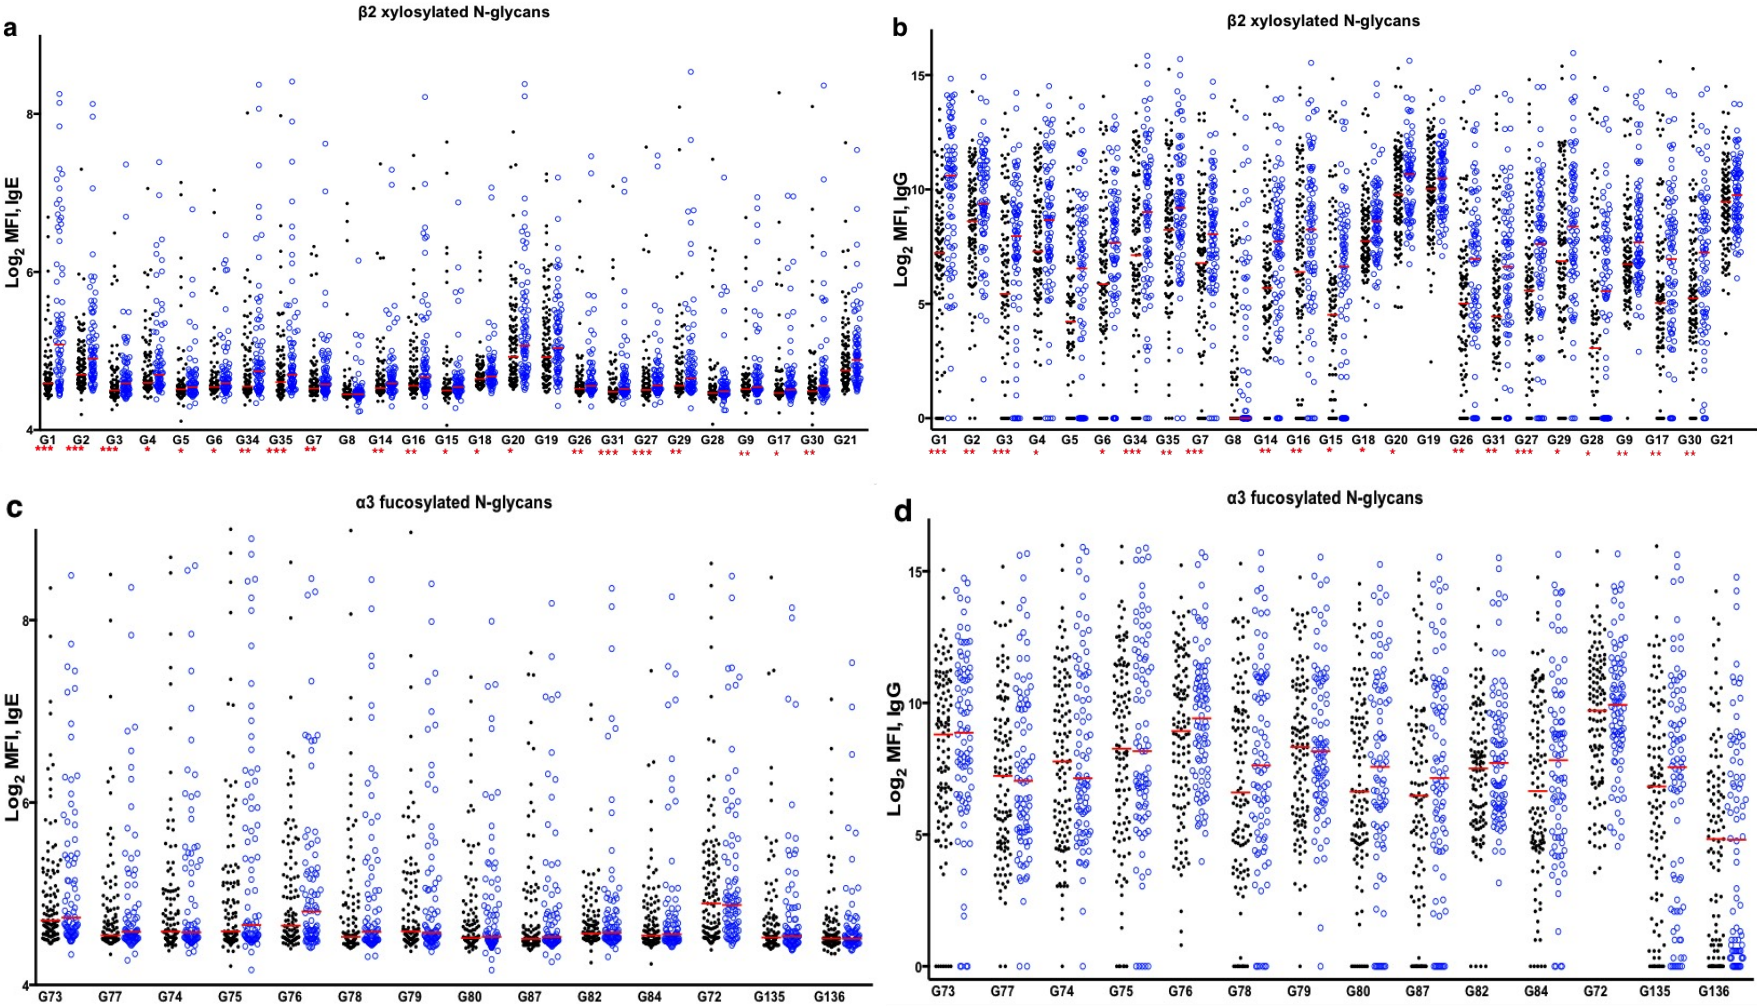 a
β2 xylosylated N-glycans
Log2 MFI, IgE
8
6
4
G1 G2 G3 G4 G5 G6 G34 G35 G7 G8 G14 G16 G15 G18 G20 G19 G26 G31 G27 G29 G28 G9 G17 G30 G21
*** *** *** * * * ** *** ** ** ** * * * ** *** *** ** ** * **
b
β2 xylosylated N-glycans
Log2 MFI, IgG
15
10
5
0
G1 G2 G3 G4 G5 G6 G34 G35 G7 G8 G14 G16 G15 G18 G20 G19 G26 G31 G27 G29 G28 G9 G17 G30 G21
*** ** *** * * *** ** *** ** ** * * * ** ** *** * * ** ** **
c
α3 fucosylated N-glycans
Log2 MFI, IgE
8
6
4
G73 G77 G74 G75 G76 G78 G79 G80 G87 G82 G84 G72 G135 G136
d
α3 fucosylated N-glycans
Log2 MFI, IgG
15
10
5
0
G73 G77 G74 G75 G76 G78 G79 G80 G87 G82 G84 G72 G135 G136